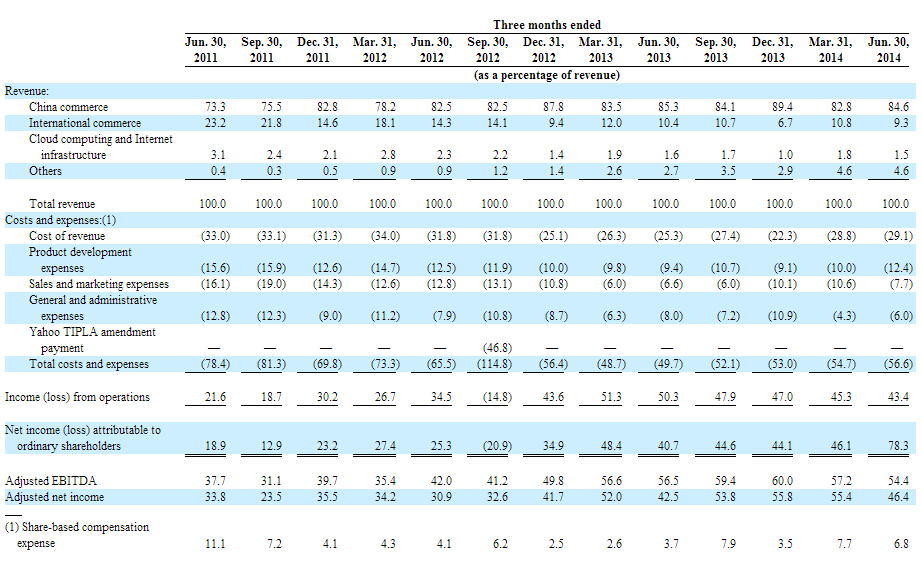 Three months ended
Jun. 30, Sep. 30, Dec. 31, Mar. 31, Jun. 30, Sep. 30, Dec. 31, Mar. 31, Jun. 30, Sep. 30, Dec. 31, Mar. 31, Jun. 30,
2011 2011 2011 2012 2012 2012 2012 2013 2013 2013 2013 2014 2014
(as a percentage of revenue)
Revenue:
China commerce 73.3 75.5 82.8 78.2 82.5 82.5 87.8 83.5 85.3 84.1 89.4 82.8 84.6
International commerce 23.2 21.8 14.6 18.1 14.3 14.1 9.4 12.0 10.4 10.7 6.7 10.8 9.3
Cloud computing and Internet
infrastructure 3.1 2.4 2.1 2.8 2.3 2.2 1.4 1.9 1.6 1.7 1.0 1.8 1.5
Others 0.4 0.3 0.5 0.9 0.9 1.2 1.4 2.6 2.7 3.5 2.9 4.6 4.6
Total revenue 100.0 100.0 100.0 100.0 100.0 100.0 100.0 100.0 100.0 100.0 100.0 100.0 100.0
Costs and expenses:(1)
Cost of revenue (33.0) (33.1) (31.3) (34.0) (31.8) (31.8) (25.1) (26.3) (25.3) (27.4) (22.3) (28.8) (29.1)
Product development
expenses (15.6) (15.9) (12.6) (14.7) (12.5) (11.9) (10.0) (9.8) (9.4) (10.7) (9.1) (10.0) (12.4)
Sales and marketing expenses (16.1) (19.0) (14.3) (12.6) (12.8) (13.1) (10.8) (6.0) (6.6) (6.0) (10.1) (10.6) (7.7)
General and administrative
expenses (12.8) (12.3) (9.0) (11.2) (7.9) (10.8) (8.7) (6.3) (8.0) (7.2) (10.9) (4.3) (6.0)
Yahoo TIPLA amendment
payment — — — — — (46.8) — — — — — — —
Total costs and expenses (78.4) (81.3) (69.8) (73.3) (65.5) (114.8) (56.4) (48.7) (49.7) (52.1) (53.0) (54.7) (56.6)
Income (loss) from operations 21.6 18.7 30.2 26.7 34.5 (14.8) 43.6 51.3 50.3 47.9 47.0 45.3 43.4
Net income (loss) attributable to
ordinary shareholders 18.9 12.9 23.2 27.4 25.3 (20.9) 34.9 48.4 40.7 44.6 44.1 46.1 78.3
Adjusted EBITDA 37.7 31.1 39.7 35.4 42.0 41.2 49.8 56.6 56.5 59.4 60.0 57.2 54.4
Adjusted net income 33.8 23.5 35.5 34.2 30.9 32.6 41.7 52.0 42.5 53.8 55.8 55.4 46.4
(1) Share-based compensation
expense 11.1 7.2 4.1 4.3 4.1 6.2 2.5 2.6 3.7 7.9 3.5 7.7 6.8